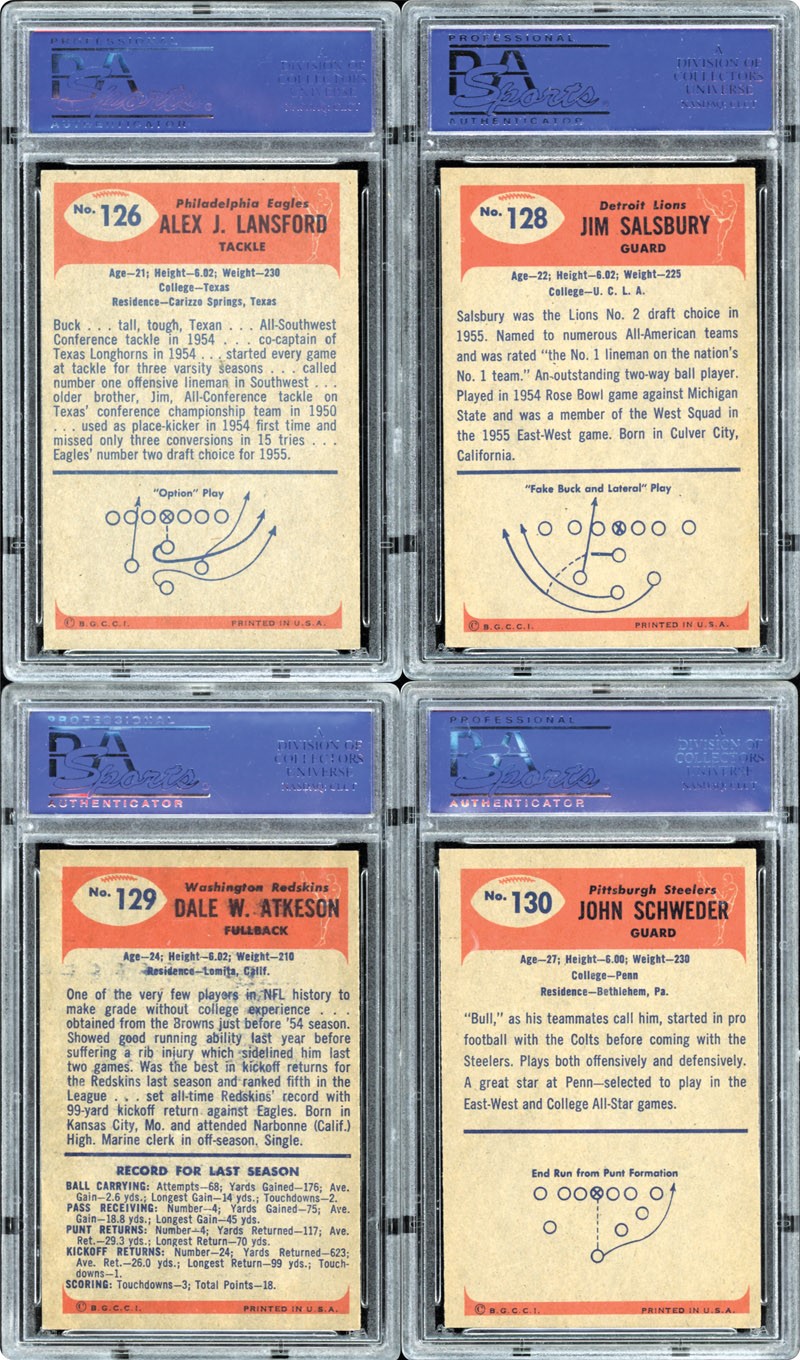 PROFESSIONAL
PSA
Sports
AUTHENTICATOR
A
DIVISION OF
COLLECTORS
UNIVERSE
NASDAQ:CLCT
No. 126
Philadelphia Eagles
ALEX J. LANSFORD
TACKLE
Age—21; Height—6.02; Weight—230
College—Texas
Residence—Carizzo Springs, Texas
Buck . . . tall, tough, Texan . . . All-Southwest
Conference tackle in 1954 . . . co-captain of
Texas Longhorns in 1954 . . . started every game
at tackle for three varsity seasons . . . called
number one offensive lineman in Southwest . . .
older brother, Jim, All-Conference tackle on
Texas' conference championship team in 1950
. . . used as place-kicker in 1954 first time and
missed only three conversions in 15 tries . . .
Eagles' number two draft choice for 1955.
"Option" Play
© B.G.C.C.I. PRINTED IN U.S.A.
PROFESSIONAL
PSA
Sports
AUTHENTICATOR
A
DIVISION OF
COLLECTORS
UNIVERSE
NASDAQ:CLCT
No. 128
Detroit Lions
JIM SALSBURY
GUARD
Age—22; Height—6.02; Weight—225
College—U. C. L. A.
Salsbury was the Lions No. 2 draft choice in
1955. Named to numerous All-American teams
and was rated "the No. 1 lineman on the nation's
No. 1 team." An outstanding two-way ball player.
Played in 1954 Rose Bowl game against Michigan
State and was a member of the West Squad in
the 1955 East-West game. Born in Culver City,
California.
"Fake Buck and Lateral" Play
© B.G.C.C.I. PRINTED IN U.S.A.
PROFESSIONAL
PSA
Sports
AUTHENTICATOR
A
DIVISION OF
COLLECTORS
UNIVERSE
NASDAQ:CLCT
No. 129
Washington Redskins
DALE W. ATKESON
FULLBACK
Age—24; Height—6.02; Weight—210
Residence—Lomita, Calif.
One of the very few players in NFL history to
make grade without college experience . . .
obtained from the Browns just before '54 season.
Showed good running ability last year before
suffering a rib injury which sidelined him last
two games. Was the best in kickoff returns for
the Redskins last season and ranked fifth in the
League . . . set all-time Redskins' record with
99-yard kickoff return against Eagles. Born in
Kansas City, Mo. and attended Narbonne (Calif.)
High. Marine clerk in off-season. Single.
RECORD FOR LAST SEASON
BALL CARRYING: Attempts—68; Yards Gained—176; Ave.
Gain—2.6 yds.; Longest Gain—14 yds.; Touchdowns—2.
PASS RECEIVING: Number—4; Yards Gained—75; Ave.
Gain—18.8 yds.; Longest Gain—45 yds.
PUNT RETURNS: Number—4; Yards Returned—117; Ave.
Ret.—29.3 yds.; Longest Return—70 yds.
KICKOFF RETURNS: Number—24; Yards Returned—623;
Ave. Ret.—26.0 yds.; Longest Return—99 yds.; Touch-
downs—1.
SCORING: Touchdowns—3; Total Points—18.
© B.G.C.C.I. PRINTED IN U.S.A.
PROFESSIONAL
PSA
Sports
AUTHENTICATOR
A
DIVISION OF
COLLECTORS
UNIVERSE
NASDAQ:CLCT
No. 130
Pittsburgh Steelers
JOHN SCHWEDER
GUARD
Age—27; Height—6.00; Weight—230
College—Penn
Residence—Bethlehem, Pa.
"Bull," as his teammates call him, started in pro
football with the Colts before coming with the
Steelers. Plays both offensively and defensively.
A great star at Penn—selected to play in the
East-West and College All-Star games.
End Run from Punt Formation
© B.G.C.C.I. PRINTED IN U.S.A.